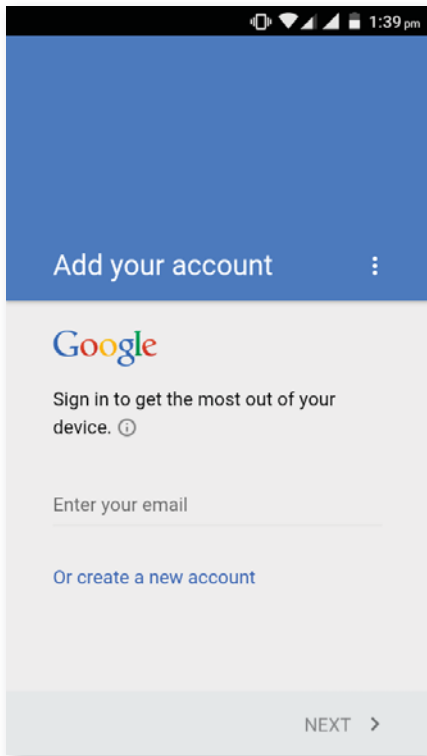 1:39 pm
Add your account
Google
Sign in to get the most out of your
device.
Enter your email
Or create a new account
NEXT